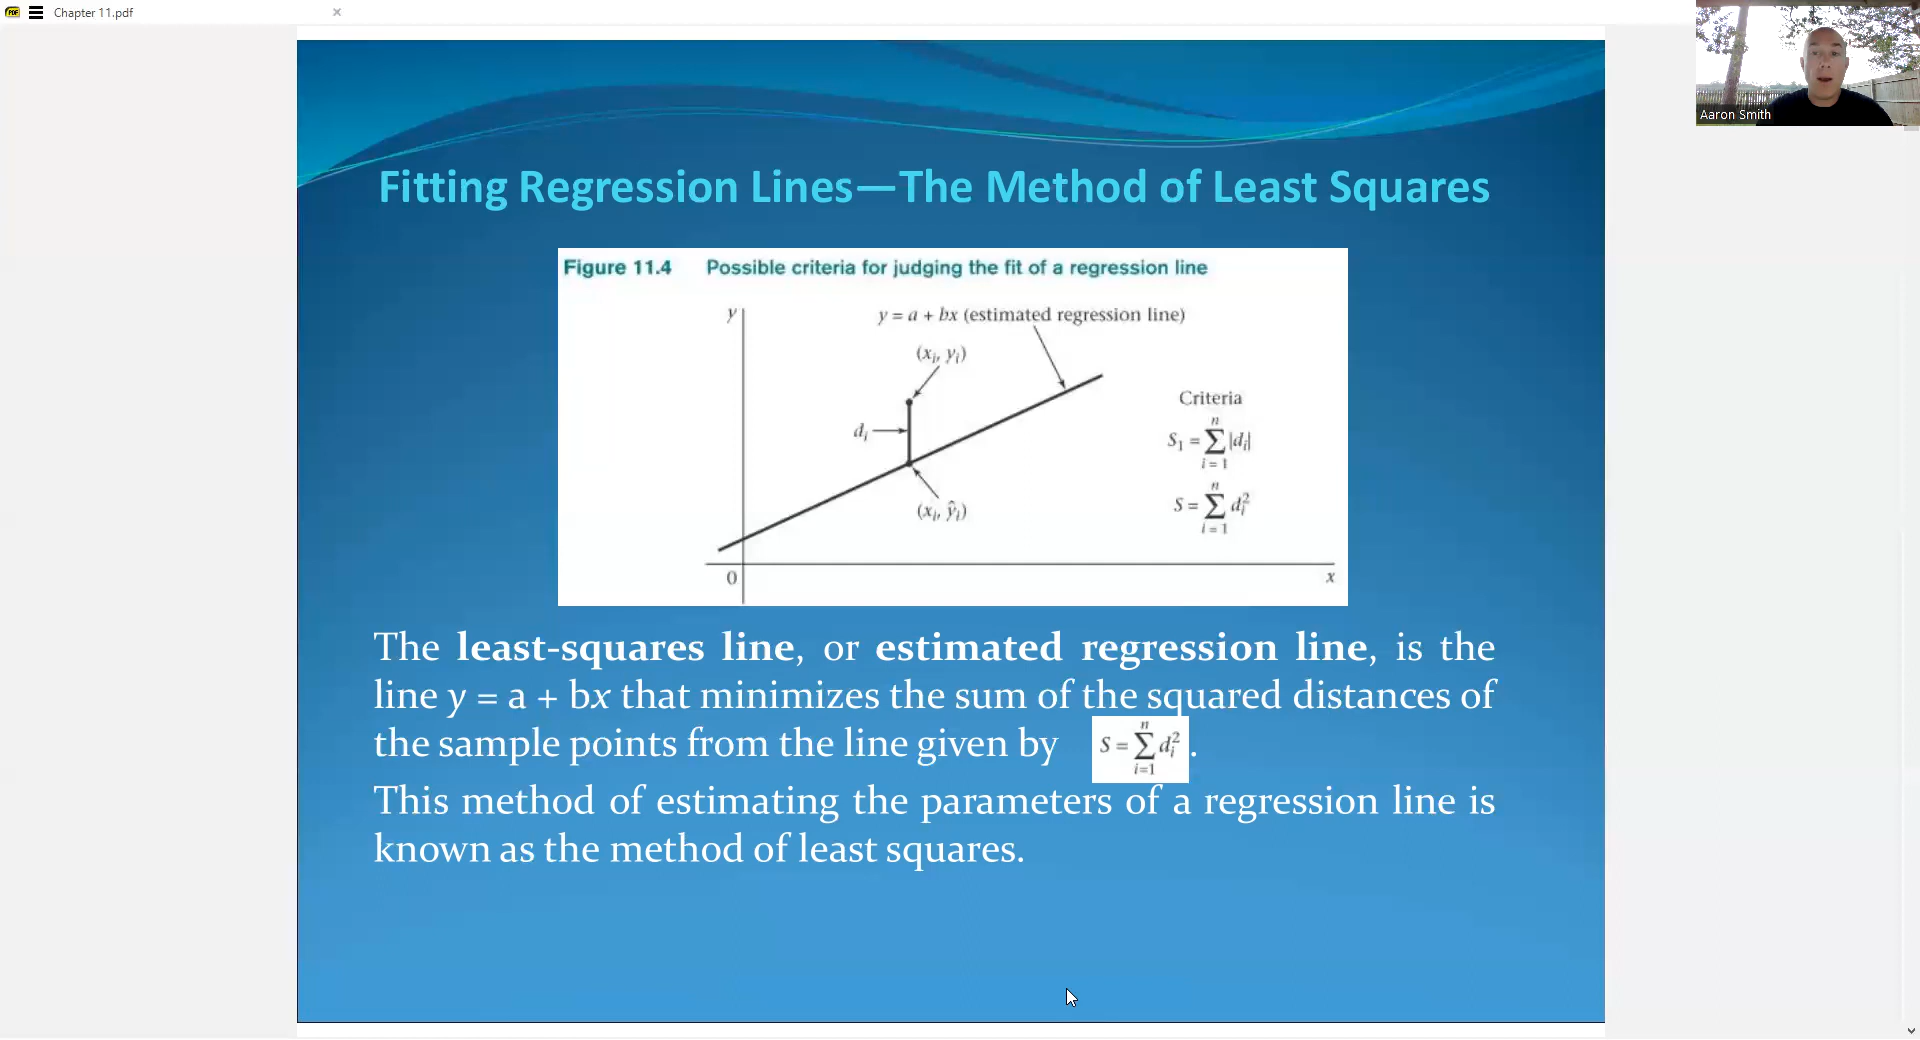 Chapter 11.pdf
Aaron Smith
Fitting Regression Lines—The Method of Least Squares
Figure 11.4 Possible criteria for judging the fit of a regression line
y
y = a + bx (estimated regression line)
(xᵢ, yᵢ)
dᵢ
(xᵢ, ŷᵢ)
Criteria
S₁ = ∑ⁿᵢ₌₁ |dᵢ|
S = ∑ⁿᵢ₌₁ dᵢ²
0
x
The least-squares line, or estimated regression line, is the
line y = a + bx that minimizes the sum of the squared distances of
the sample points from the line given by S = ∑ⁿᵢ₌₁ dᵢ² .
This method of estimating the parameters of a regression line is
known as the method of least squares.